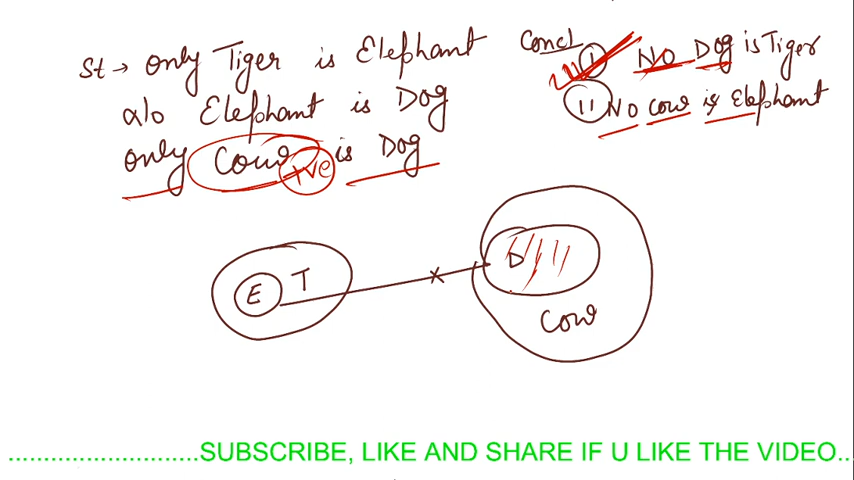 St → only Tiger is Elephant
No Elephant is Dog
only Cow is Dog
+ve
Concl
I No Dog is Tiger
II No cow is Elephant
E T
D
Cow
............................SUBSCRIBE, LIKE AND SHARE IF U LIKE THE VIDEO..